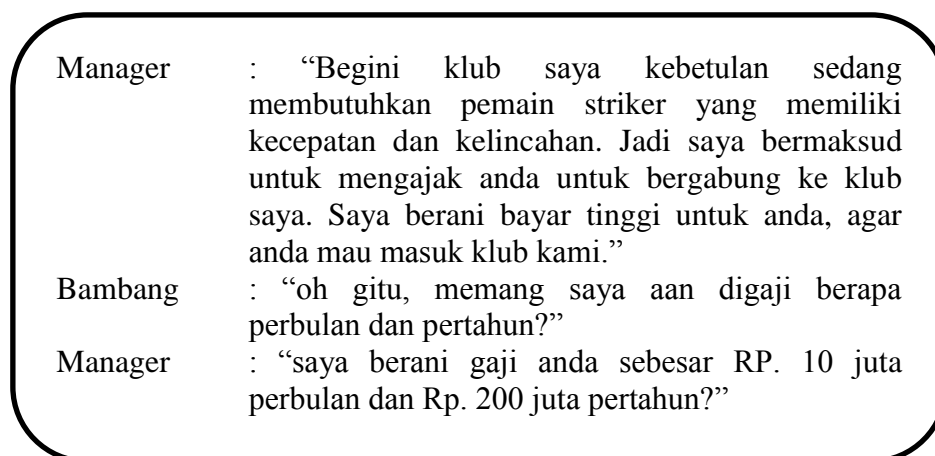 Manager : “Begini klub saya kebetulan sedang
membutuhkan pemain striker yang memiliki
kecepatan dan kelincahan. Jadi saya bermaksud
untuk mengajak anda untuk bergabung ke klub
saya. Saya berani bayar tinggi untuk anda, agar
anda mau masuk klub kami.”
Bambang : “oh gitu, memang saya aan digaji berapa
perbulan dan pertahun?”
Manager : “saya berani gaji anda sebesar RP. 10 juta
perbulan dan Rp. 200 juta pertahun?”